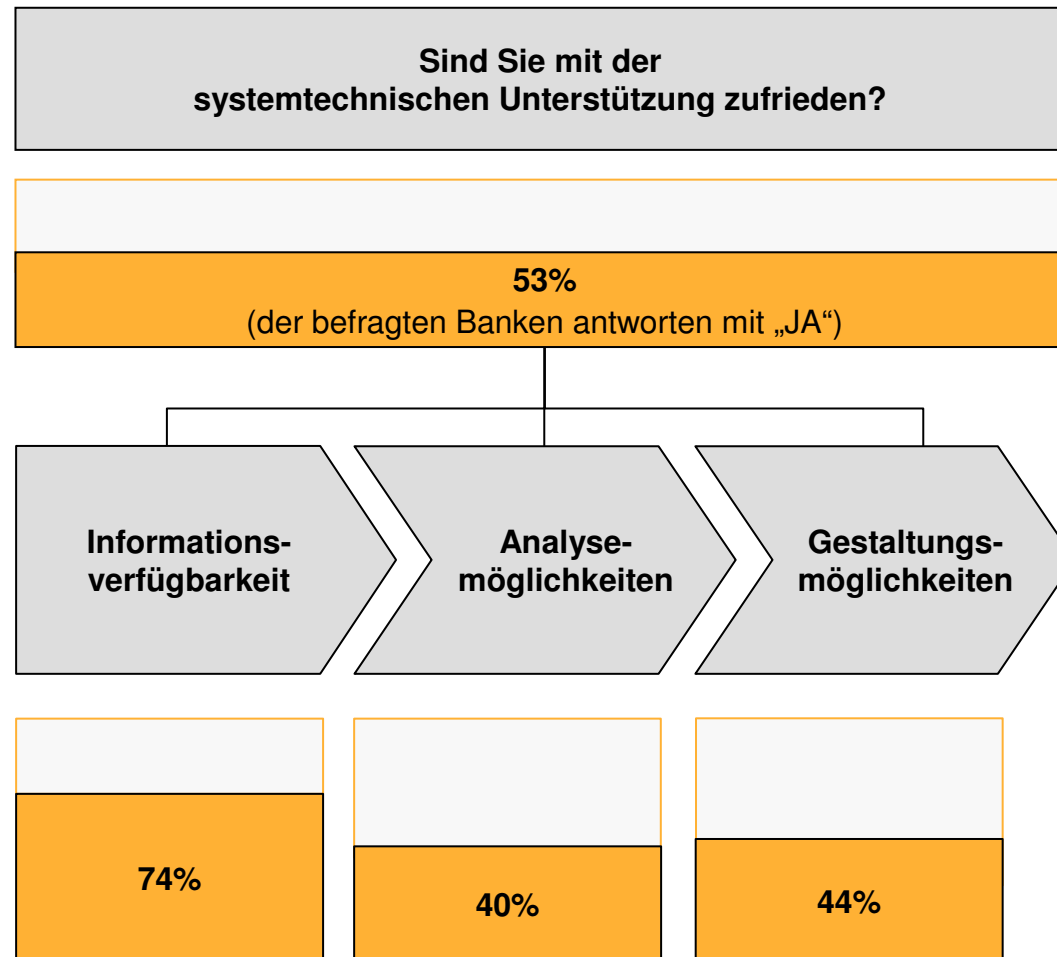 Sind Sie mit der
systemtechnischen Unterstützung zufrieden?
53%
(der befragten Banken antworten mit „JA“)
Informations-
verfügbarkeit
Analyse-
möglichkeiten
Gestaltungs-
möglichkeiten
74%
40%
44%